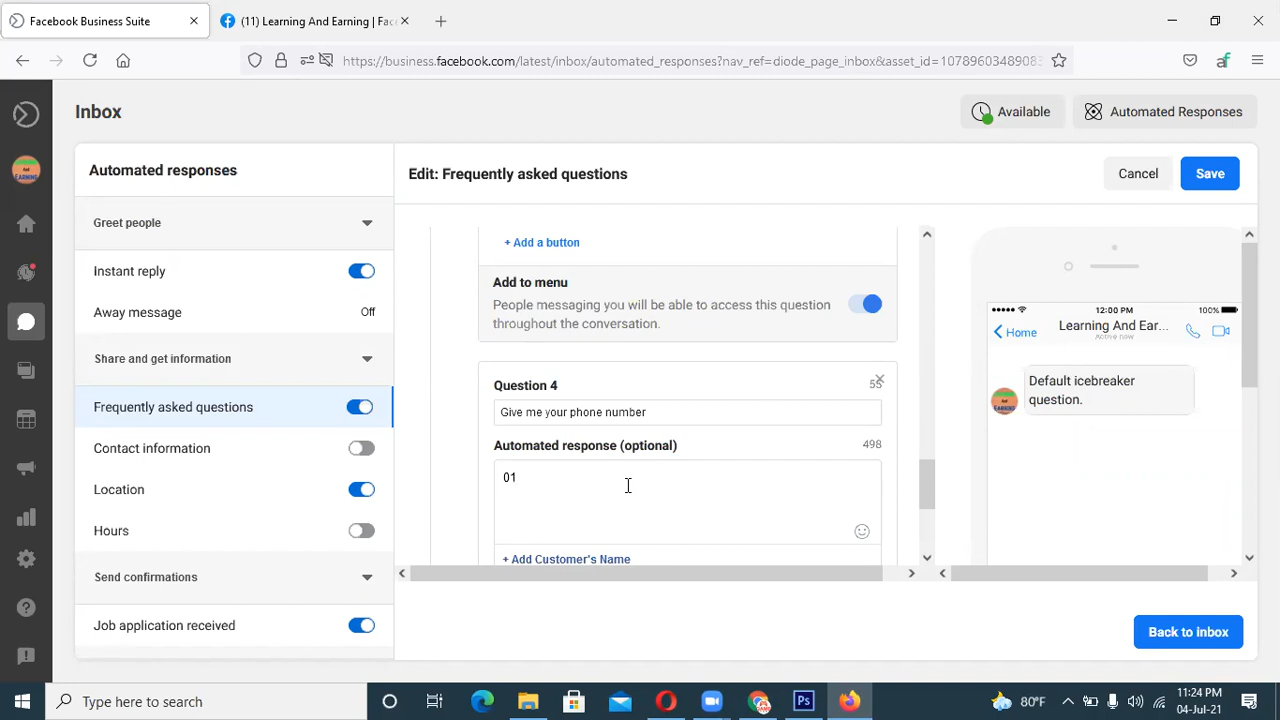 Facebook Business Suite
(11) Learning And Earning | Fac
https://business.facebook.com/latest/inbox/automated_responses?nav_ref=diode_page_inbox&asset_id=10789603489083
Inbox
Available
Automated Responses
Automated responses
Edit: Frequently asked questions
Cancel
Save
Greet people
Instant reply
Away message
Off
Share and get information
Frequently asked questions
Contact information
Location
Hours
Send confirmations
Job application received
+ Add a button
Add to menu
People messaging you will be able to access this question
throughout the conversation.
Question 4
55
Give me your phone number
Automated response (optional)
498
01
+ Add Customer's Name
12:00 PM
100%
Home
Learning And Ear...
Active now
Default icebreaker
question.
Back to inbox
Type here to search
80°F
11:24 PM
04-Jul-21